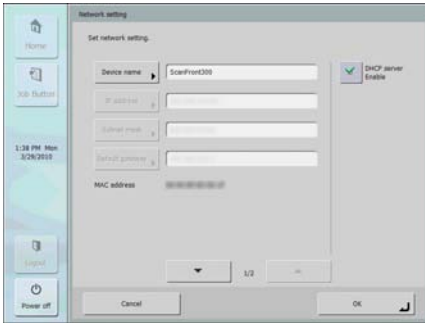 Network setting
Home
Set network setting.
Device name
ScanFront300
DHCP server
Enable
Job Button
IP address
Subnet mask
Default gateway
1:38 PM Mon
3/29/2010
MAC address
Logout
1/2
Power off
Cancel
OK